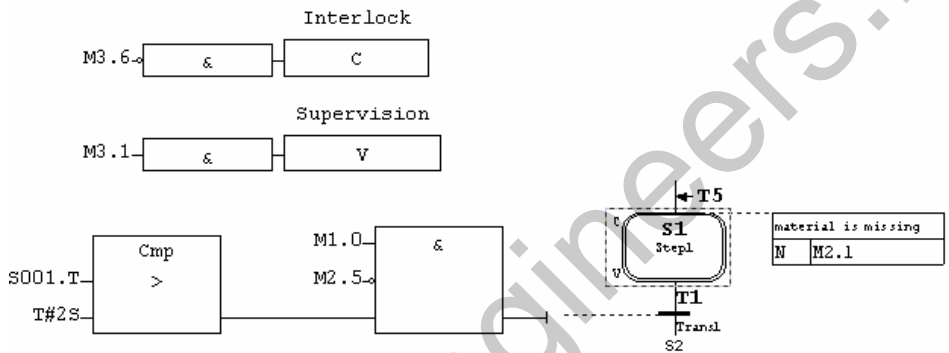 Interlock
M3.6 & C
Supervision
M3.1 & V
T5
C S1
Step1
V
material is missing
N M2.1
Cmp
>
S001.T
T#2S
M1.0 &
M2.5
T1
Trans1
S2
gineers.